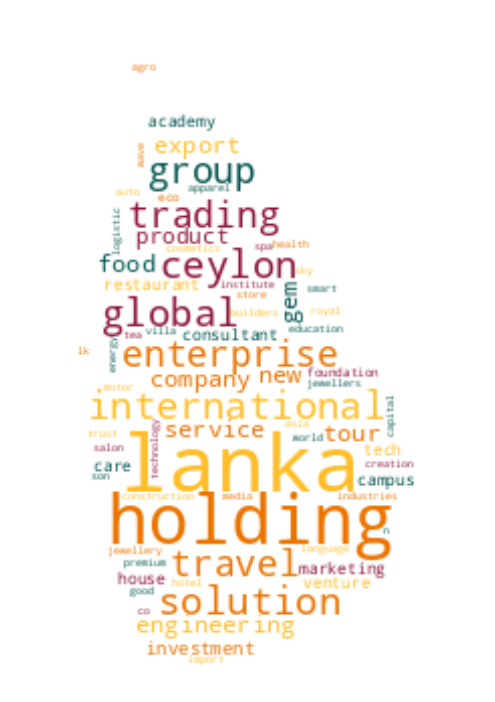 agro
academy
wave
export
group
apparel
auto
eco
logistic
trading
product
cosmetics
spa
health
food
ceylon
sky
restaurant
institute
gem
smart
store
global
builders
royal
tea
villa
consultant
education
energy
lk
enterprise
company
new
foundation
jewellers
motor
international
capital
trust
technology
service
asia
world
tour
salon
lanka
tech
care
creation
son
campus
construction
media
industries
holding
n
jewellery
language
premium
travel
marketing
house
hotel
venture
good
solution
co
engineering
investment
import